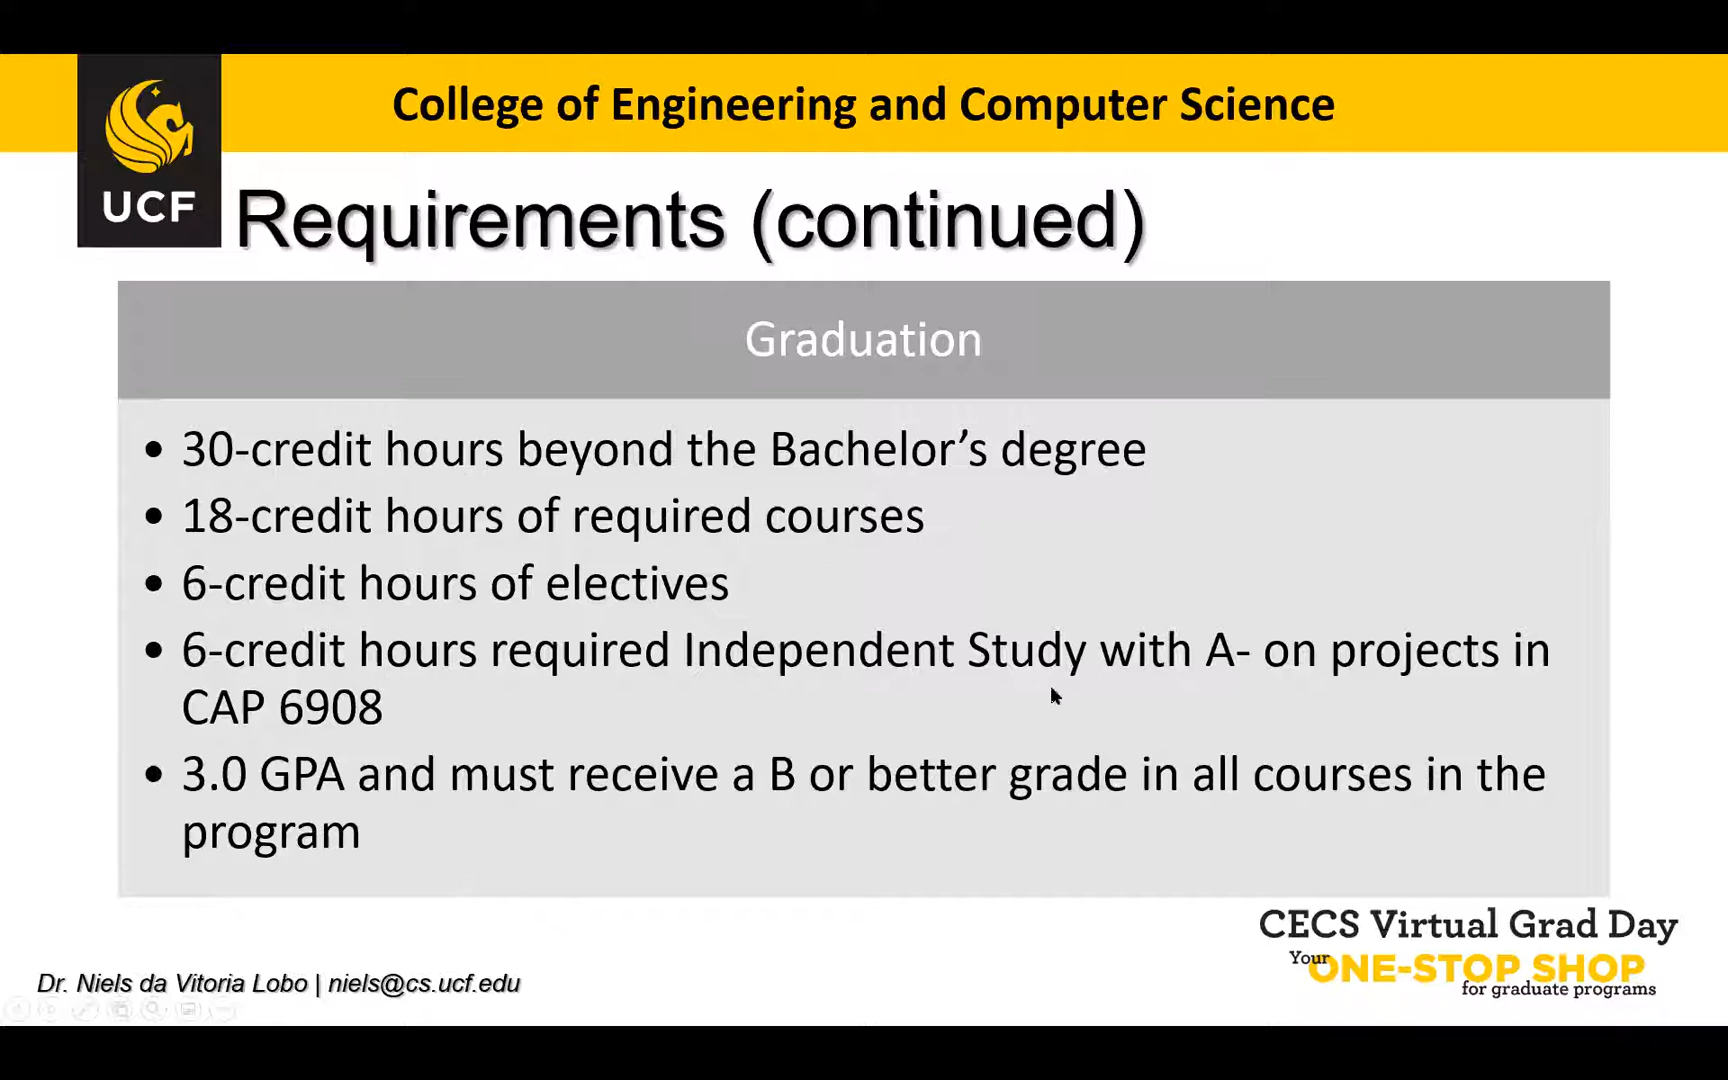 College of Engineering and Computer Science
UCF
Requirements (continued)
Graduation
• 30-credit hours beyond the Bachelor’s degree
• 18-credit hours of required courses
• 6-credit hours of electives
• 6-credit hours required Independent Study with A- on projects in
CAP 6908
• 3.0 GPA and must receive a B or better grade in all courses in the
program
CECS Virtual Grad Day
Your ONE-STOP SHOP
for graduate programs
Dr. Niels da Vitoria Lobo | niels@cs.ucf.edu